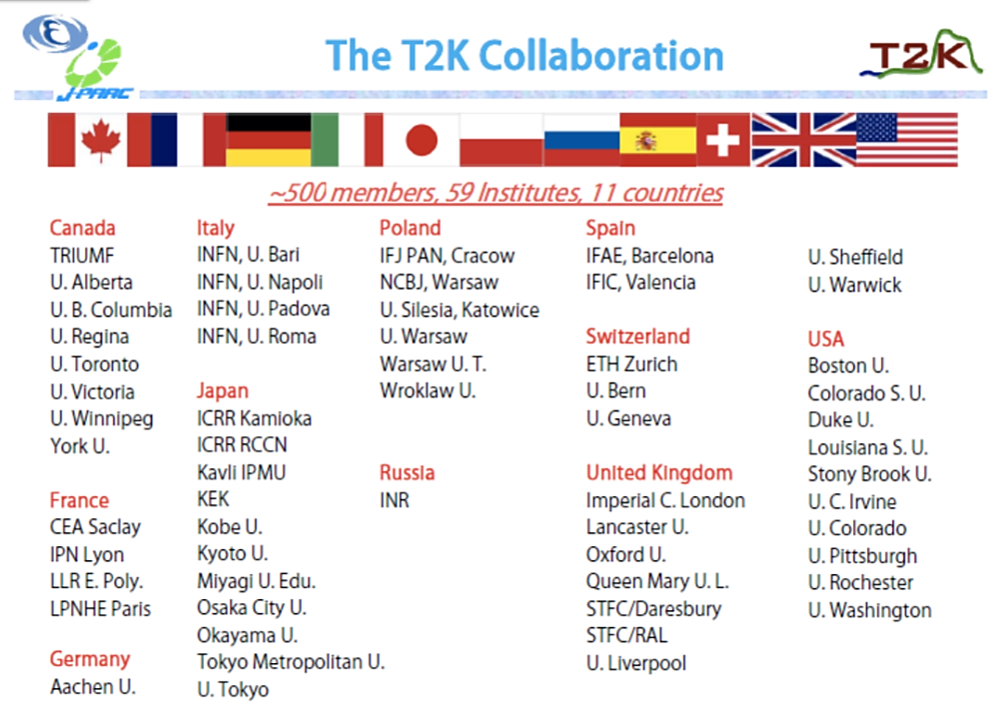 The T2K Collaboration
T2K
J-PARC
~500 members, 59 Institutes, 11 countries
Canada
TRIUMF
U. Alberta
U. B. Columbia
U. Regina
U. Toronto
U. Victoria
U. Winnipeg
York U.
France
CEA Saclay
IPN Lyon
LLR E. Poly.
LPNHE Paris
Germany
Aachen U.
Italy
INFN, U. Bari
INFN, U. Napoli
INFN, U. Padova
INFN, U. Roma
Japan
ICRR Kamioka
ICRR RCCN
Kavli IPMU
KEK
Kobe U.
Kyoto U.
Miyagi U. Edu.
Osaka City U.
Okayama U.
Tokyo Metropolitan U.
U. Tokyo
Poland
IFJ PAN, Cracow
NCBJ, Warsaw
U. Silesia, Katowice
U. Warsaw
Warsaw U. T.
Wroklaw U.
Russia
INR
Spain
IFAE, Barcelona
IFIC, Valencia
Switzerland
ETH Zurich
U. Bern
U. Geneva
United Kingdom
Imperial C. London
Lancaster U.
Oxford U.
Queen Mary U. L.
STFC/Daresbury
STFC/RAL
U. Liverpool
U. Sheffield
U. Warwick
USA
Boston U.
Colorado S. U.
Duke U.
Louisiana S. U.
Stony Brook U.
U. C. Irvine
U. Colorado
U. Pittsburgh
U. Rochester
U. Washington